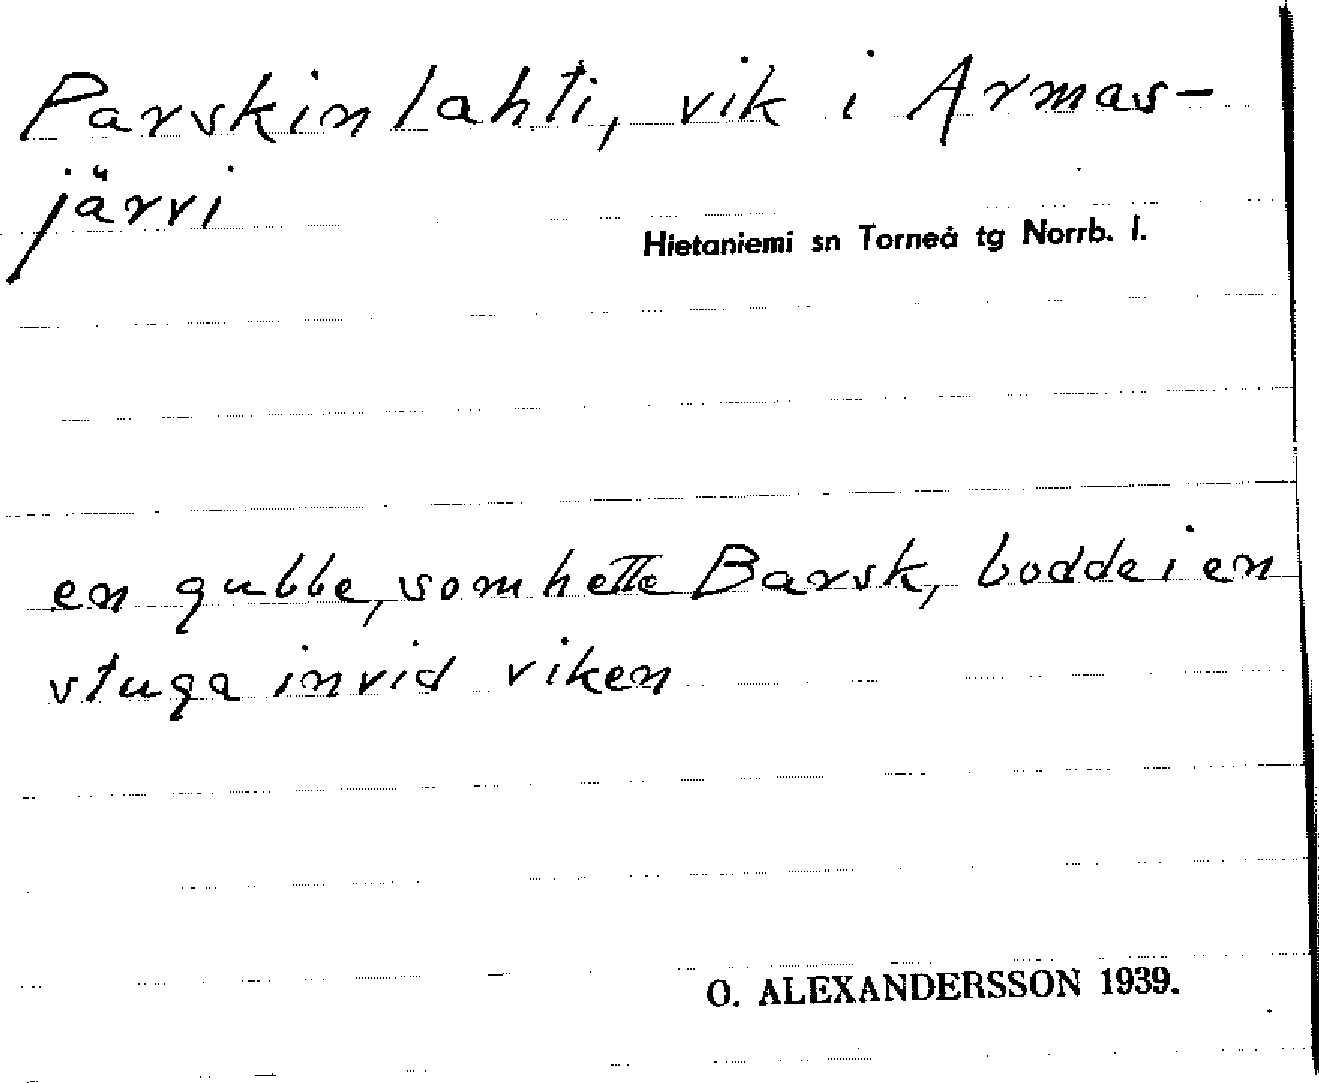 Parskinlahti, vik i Armas-
järvi
Hietaniemi sn Torneå tg Norrb. l.
en gubbe, som hette Barsk, bodde i en
stuga invid viken
O. ALEXANDERSSON 1939.